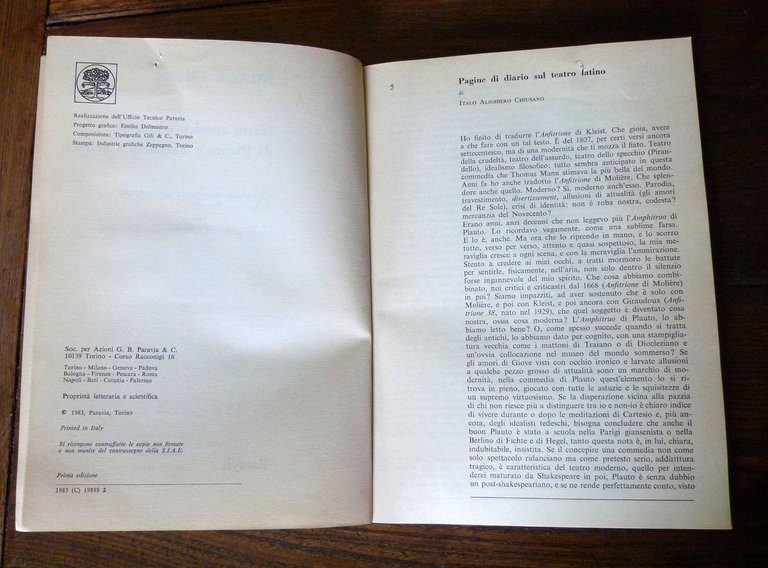 Realizzazione dell'Ufficio Tecnico Paravia
Progetto grafico: Emilio Delmastro
Composizione: Tipografia Gili & C., Torino
Stampa: Industrie grafiche Zeppegno, Torino
Soc. per Azioni G. B. Paravia & C.
10139 Torino - Corso Racconigi 16
Torino - Milano - Genova - Padova
Bologna - Firenze - Pescara - Roma
Napoli - Bari - Catania - Palermo
Proprietà letteraria e scientifica
© 1983, Paravia, Torino
Printed in Italy
Si ritengono contraffatte le copie non firmate
o non munite del contrassegno della S.I.A.E.
Prima edizione
1983 (C) 19888 2
5
Pagine di diario sul teatro latino
di
ITALO ALIGHIERO CHIUSANO
Ho finito di tradurre l'Anfitrione di Kleist. Che gioia, avere
a che fare con un tal testo. È del 1807, per certi versi ancora
settecentesco, ma di una modernità che ti mozza il fiato. Teatro
della crudeltà, teatro dell'assurdo, teatro dello specchio (Piran-
dello), idealismo filosofico: tutto sembra anticipato in questa
commedia che Thomas Mann stimava la più bella del mondo.
Anni fa ho anche tradotto l'Anfitrione di Molière. Che splen-
dore anche quello. Moderno? Sì, moderno anch'esso. Parodia,
travestimento, divertissement, allusioni di attualità (gli amori
del Re Sole), crisi di identità: non è roba nostra, codesta?
mercanzia del Novecento?
Erano anni, anzi decenni che non leggevo più l'Amphitruo di
Plauto. Lo ricordavo vagamente, come una sublime farsa.
E lo è, anche. Ma ora che lo riprendo in mano, e lo scorro
tutto, verso per verso, attento e quasi sospettoso, la mia me-
raviglia cresce a ogni scena, e con la meraviglia l'ammirazione.
Stento a credere ai miei occhi, a tratti mormoro le battute
per sentirle, fisicamente, nell'aria, non solo dentro il silenzio
forse ingannevole del mio spirito. Che cosa abbiamo combi-
binato, noi critici e criticastri dal 1668 (Anfitrione di Molière)
in poi? Siamo impazziti, ad aver sostenuto che è solo con
Molière, e poi con Kleist, e poi ancora con Giraudoux (Anfi-
trione 38, nato nel 1929), che quel soggetto è diventato cosa
nostra, ossia cosa moderna? L'Amphitruo di Plauto, lo ab-
biamo letto bene? O, come spesso succede quando si tratta
degli antichi, lo abbiamo dato per cognito, con una stampiglia-
tura vecchia come i mattoni di Traiano o di Diocleziano e
un'ovvia collocazione nel museo del mondo sommerso? Se
gli amori di Giove visti con occhio ironico e larvate allusioni
a qualche pezzo grosso di attualità sono un marchio di mo-
dernità, nella commedia di Plauto quest'elemento lo si ri-
trova in pieno, giocato con tutte le astuzie e le squisitezze di
un supremo virtuosismo. Se la disperazione vicina alla pazzia
di chi non riesce più a distinguere tra io e non-io è chiaro indice
di vivere durante o dopo le meditazioni di Cartesio e, più an-
cora, degli idealisti tedeschi, bisogna concludere che anche il
buon Plauto è stato a scuola nella Parigi giansenista o nella
Berlino di Fichte e di Hegel, tanto questa nota è, in lui, chiara,
indubitabile, insistita. Se il concepire una commedia non come
solo spettacolo ridanciano ma come pretesto serio, addirittura
tragico, è caratteristica del teatro moderno, quello per inten-
derci maturato da Shakespeare in poi, Plauto è senza dubbio
un post-shakespeariano, e se ne rende perfettamente conto, visto